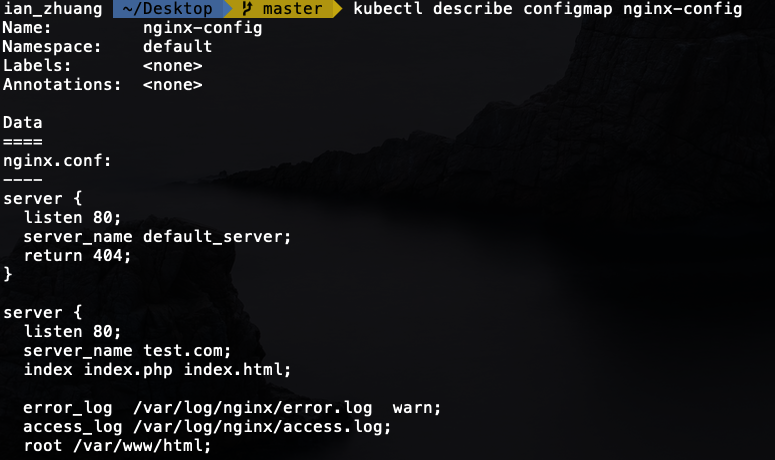 ian_zhuang ~/Desktop master kubectl describe configmap nginx-config
Name:         nginx-config
Namespace:    default
Labels:       <none>
Annotations:  <none>

Data
====
nginx.conf:
----
server {
  listen 80;
  server_name default_server;
  return 404;
}

server {
  listen 80;
  server_name test.com;
  index index.php index.html;

  error_log  /var/log/nginx/error.log  warn;
  access_log /var/log/nginx/access.log;
  root /var/www/html;